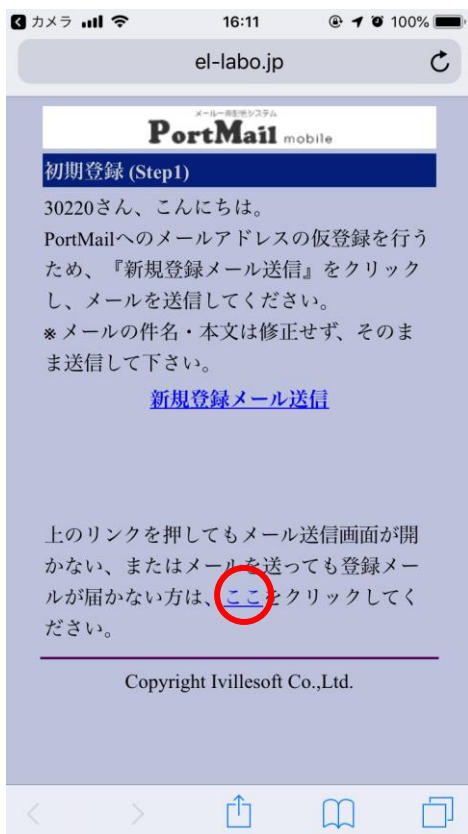 カメラ 16:11 100%
el-labo.jp
メール一斉配信システム
PortMail mobile
初期登録 (Step1)
30220さん、こんにちは。
PortMailへのメールアドレスの仮登録を行う
ため、『新規登録メール送信』をクリック
し、メールを送信してください。
※メールの件名・本文は修正せず、そのま
ま送信して下さい。
新規登録メール送信
上のリンクを押してもメール送信画面が開
かない、またはメールを送っても登録メー
ルが届かない方は、ここをクリックしてく
ださい。
Copyright Ivillesoft Co.,Ltd.